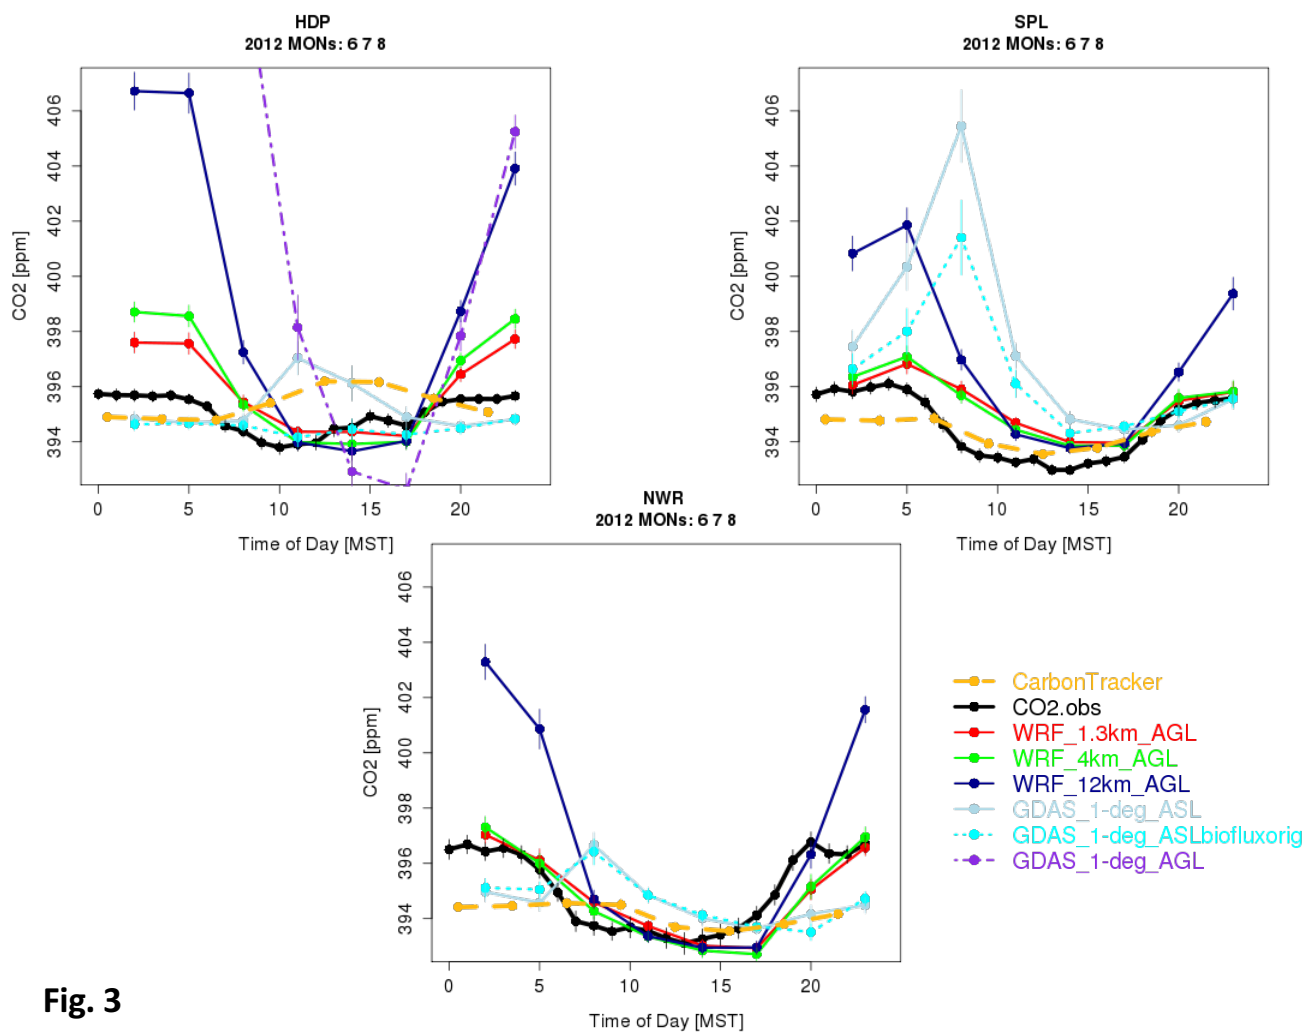 HDP
2012 MONs: 6 7 8
CO2 [ppm]
406
404
402
400
398
396
394
0 5 10 15 20
Time of Day [MST]
SPL
2012 MONs: 6 7 8
CO2 [ppm]
406
404
402
400
398
396
394
0 5 10 15 20
Time of Day [MST]
NWR
2012 MONs: 6 7 8
CO2 [ppm]
406
404
402
400
398
396
394
0 5 10 15 20
Time of Day [MST]
CarbonTracker
CO2.obs
WRF_1.3km_AGL
WRF_4km_AGL
WRF_12km_AGL
GDAS_1-deg_ASL
GDAS_1-deg_ASLbiofluxorig
GDAS_1-deg_AGL
Fig. 3